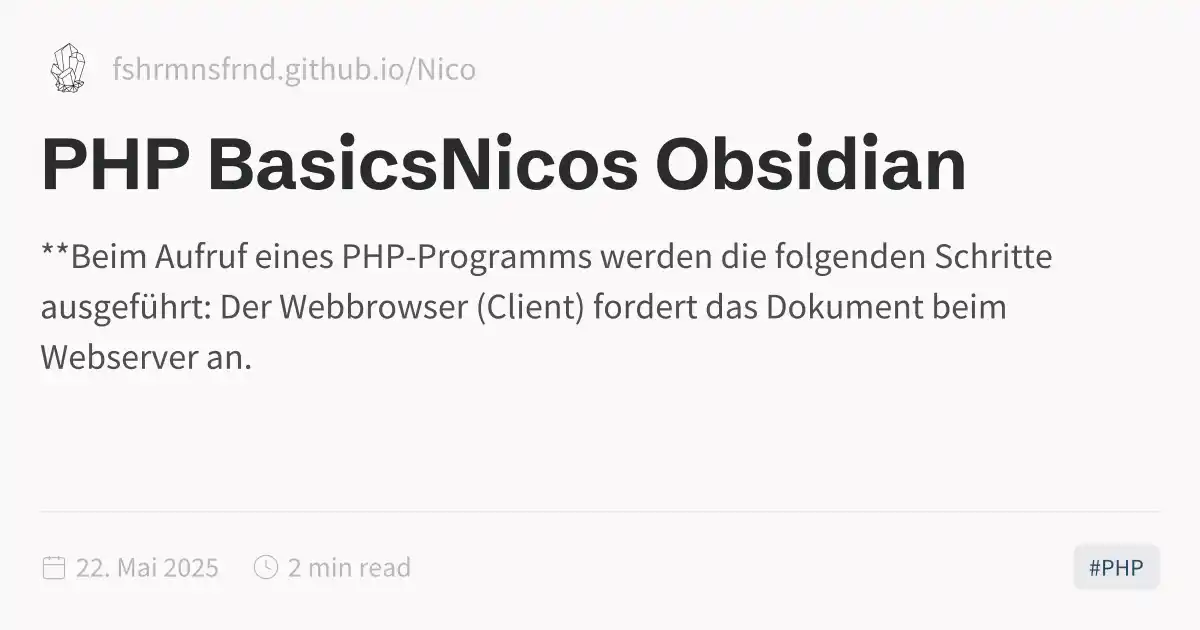 fshrmnsfrnd.github.io/Nico
PHP BasicsNicos Obsidian
**Beim Aufruf eines PHP-Programms werden die folgenden Schritte
ausgeführt: Der Webbrowser (Client) fordert das Dokument beim
Webserver an.
22. Mai 2025 2 min read #PHP